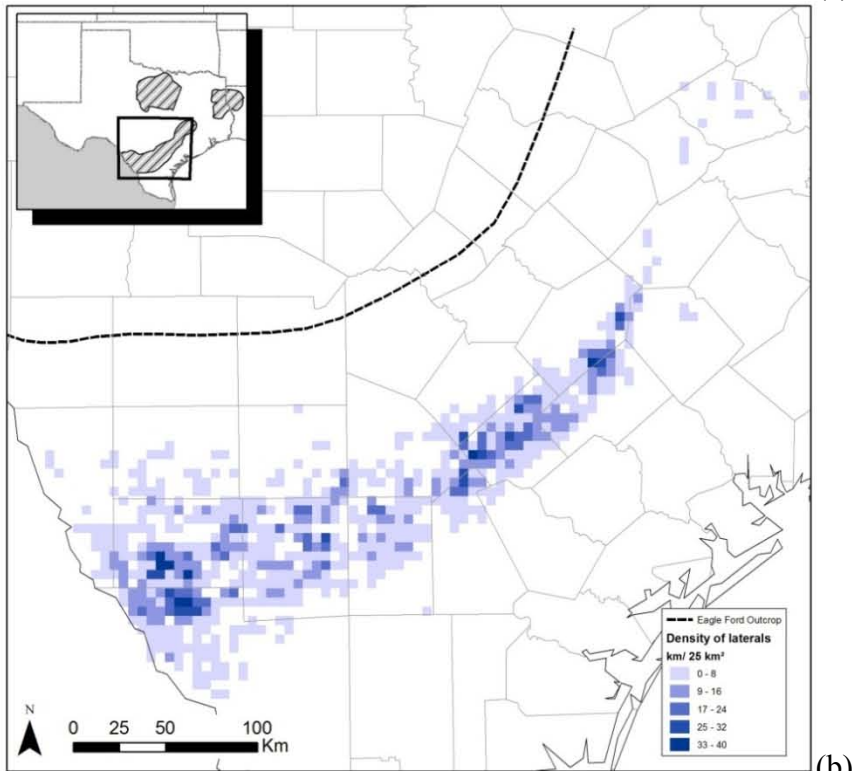 Eagle Ford Outcrop
Density of laterals
km/ 25 km²
0 - 8
9 - 16
17 - 24
25 - 32
33 - 40
N
0 25 50 100
Km
(b)